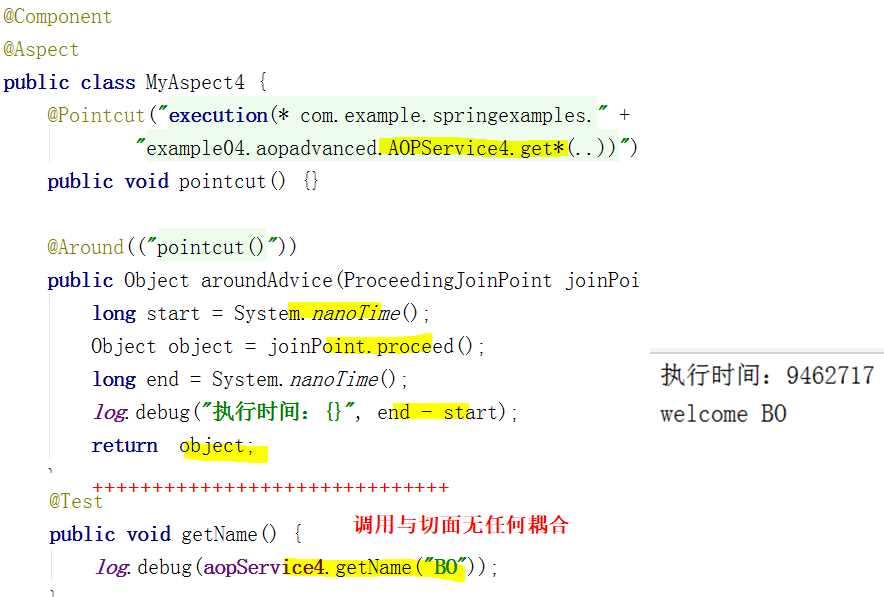 @Component
@Aspect
public class MyAspect4 {
@Pointcut("execution(* com.example.springexamples." +
"example04.aopadvanced.AOPService4.get*(..))")
public void pointcut() {}
@Around(("pointcut()"))
public Object aroundAdvice(ProceedingJoinPoint joinPoi
long start = System.nanoTime();
Object object = joinPoint.proceed();
long end = System.nanoTime();
log.debug("执行时间: {}", end - start);
return object;
++++++++++++++++++++++++++++++
@Test
public void getName() {
调用与切面无任何耦合
log.debug(aopService4.getName("BO"));
执行时间: 9462717
welcome BO